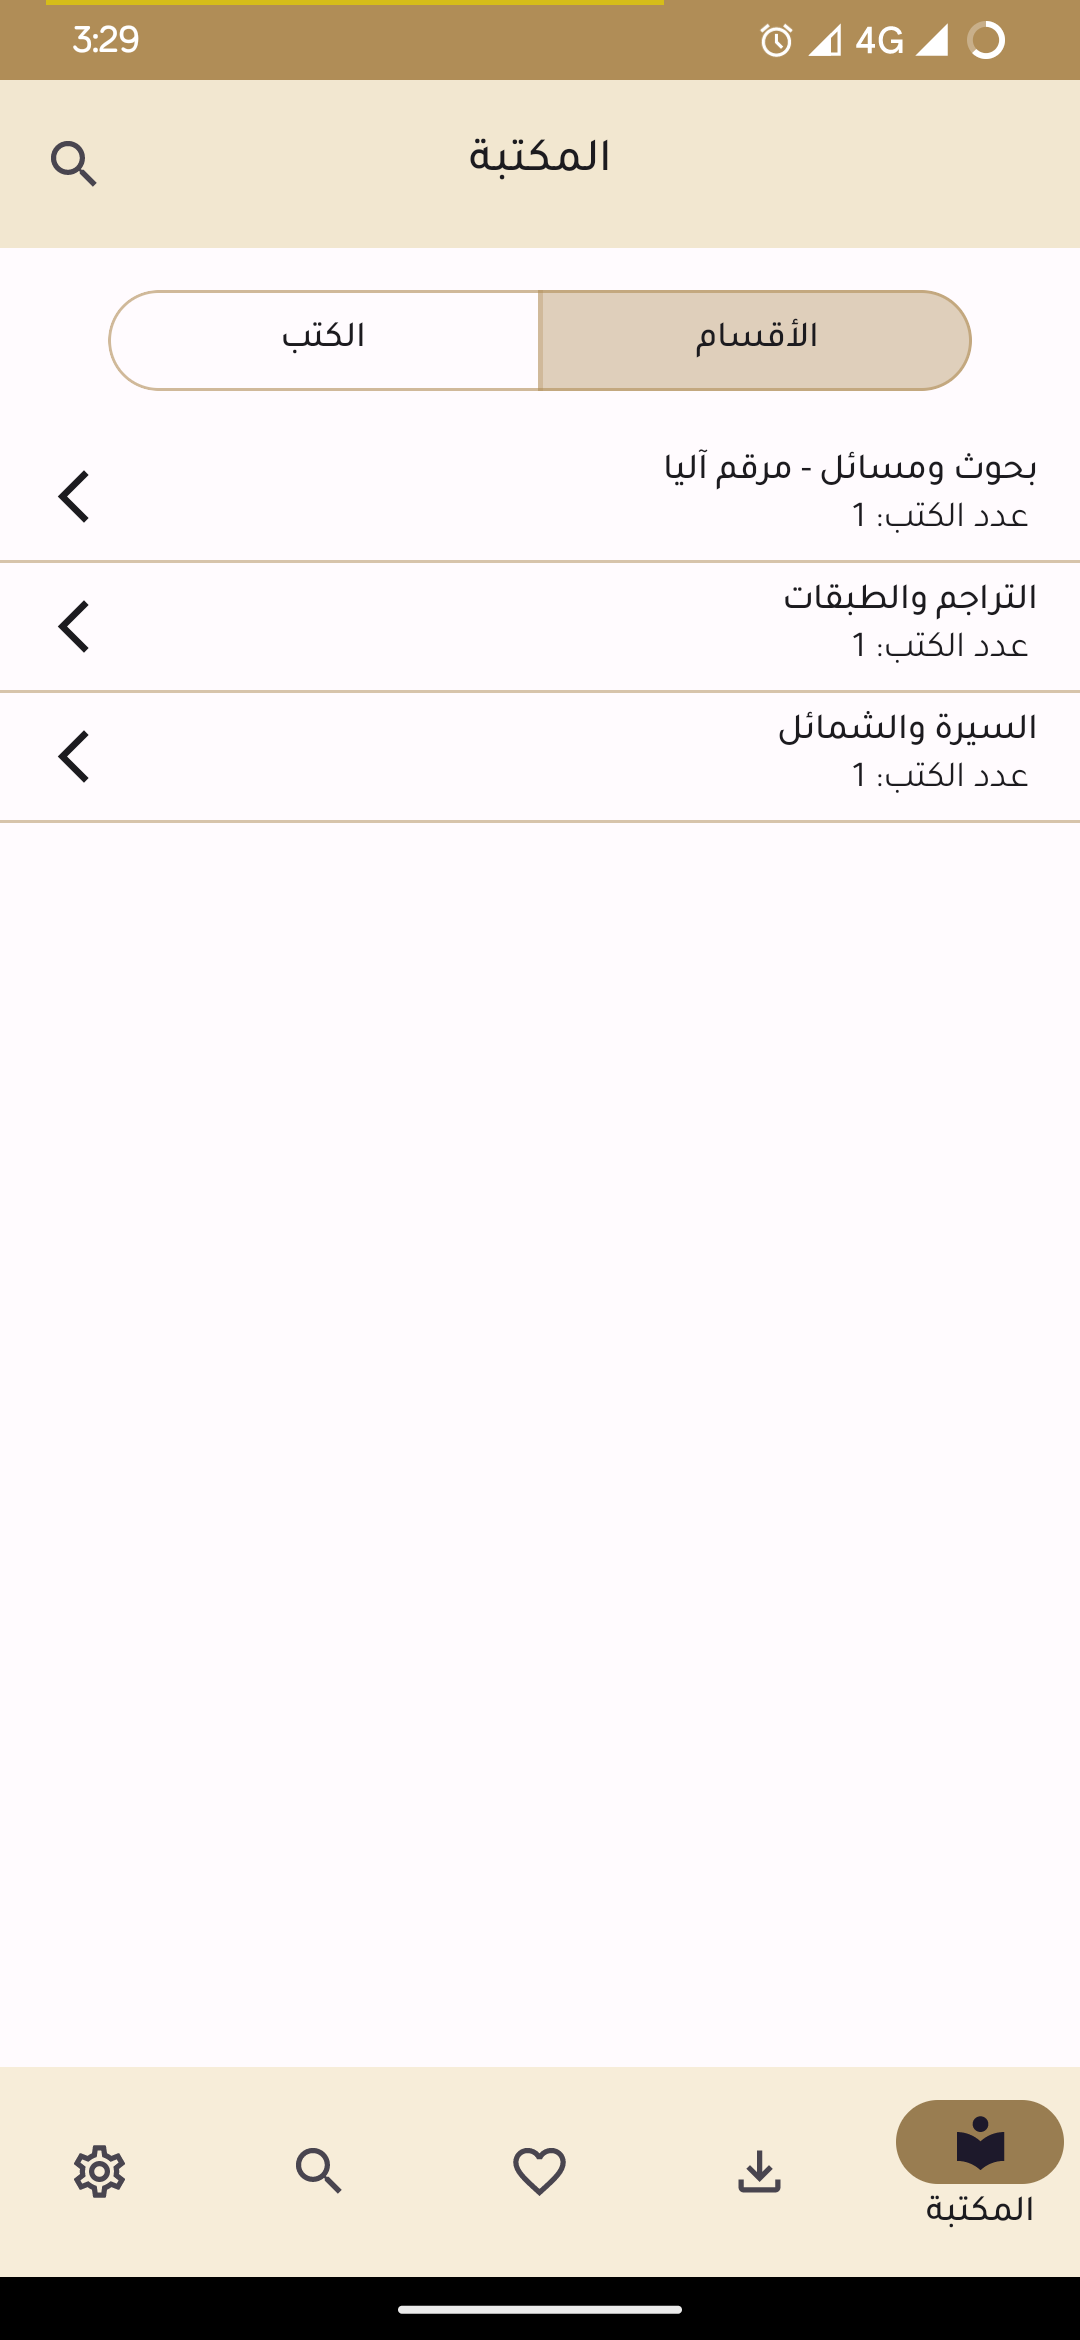 3:29
4G
المكتبة
الأقسام
الكتب
بحوث ومسائل - مرقم آليا
عدد الكتب: 1
التراجم والطبقات
عدد الكتب: 1
السيرة والشمائل
عدد الكتب: 1
المكتبة